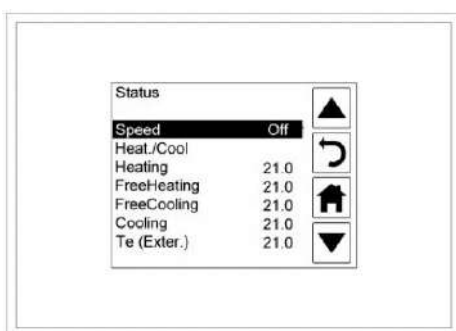 Status
Speed Off
Heat./Cool
Heating 21.0
FreeHeating 21.0
FreeCooling 21.0
Cooling 21.0
Te (Exter.) 21.0